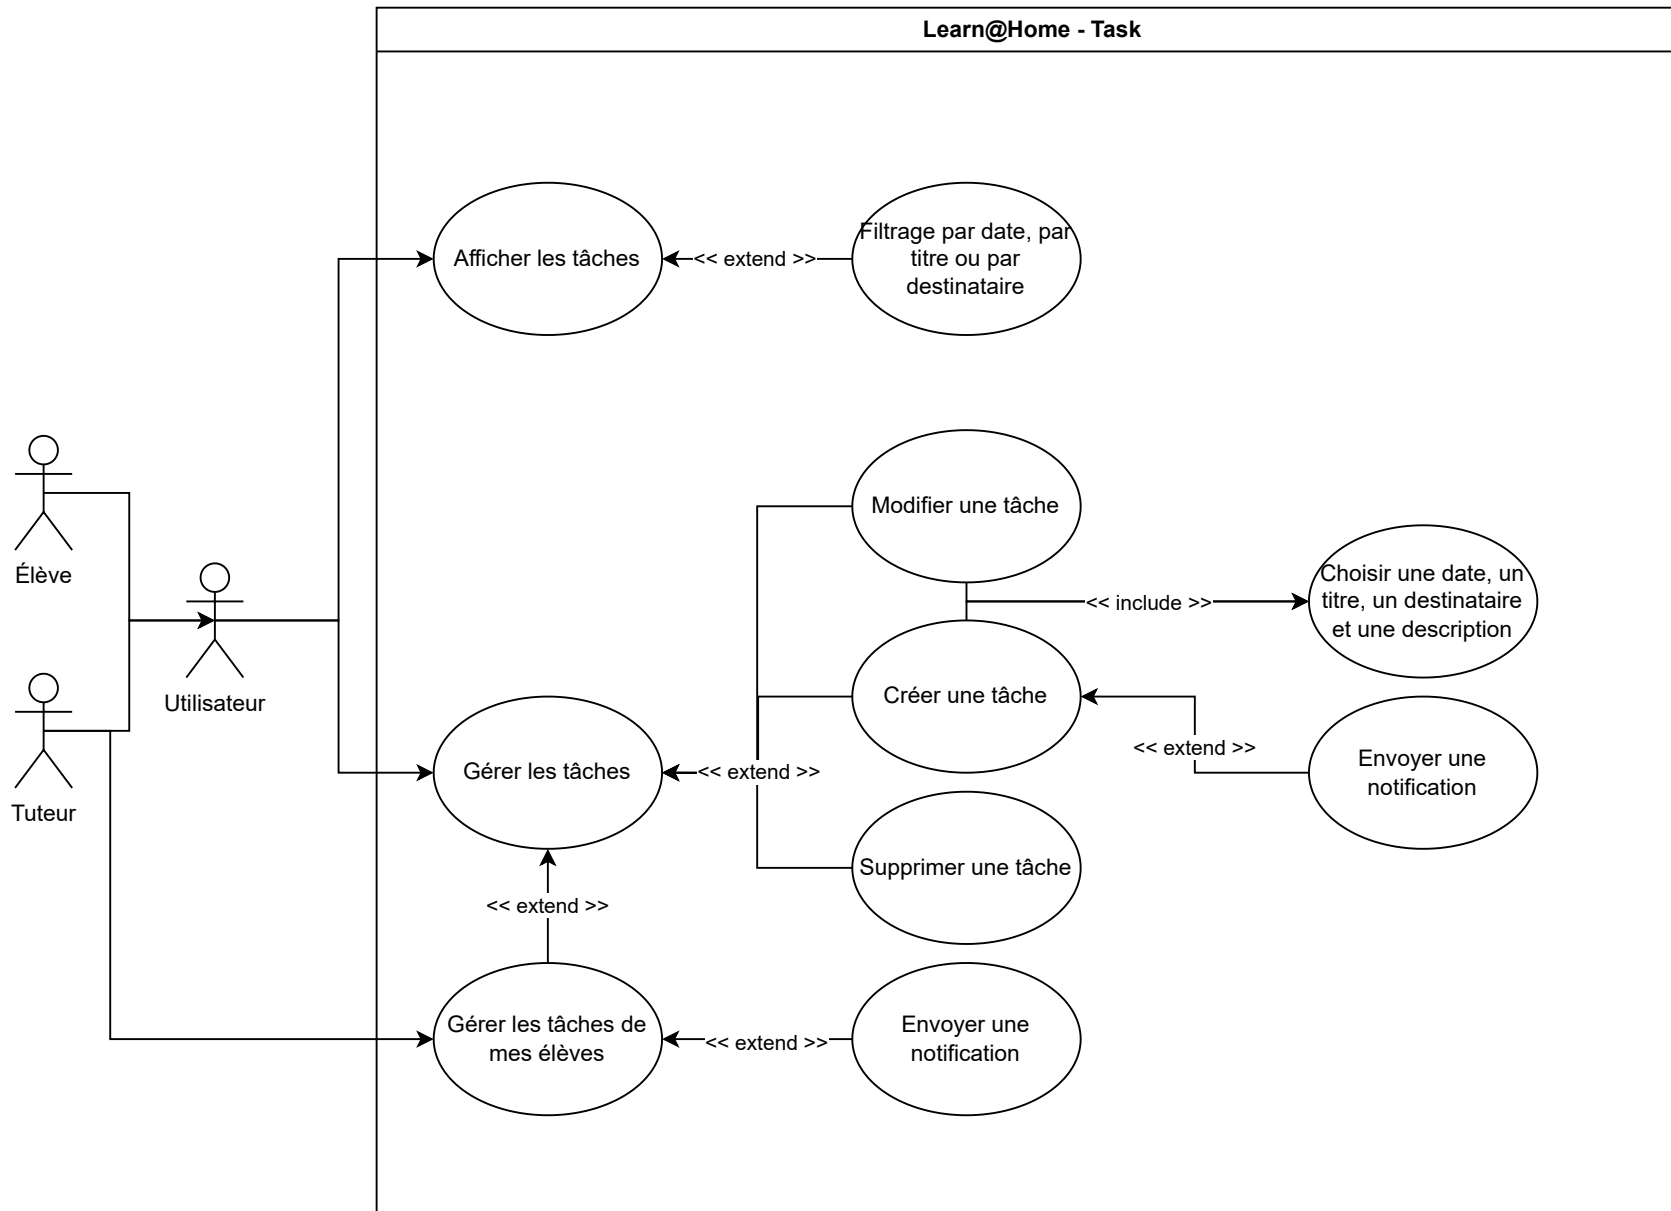 Learn@Home - Task
Afficher les tâches
<< extend >>
Filtrage par date, par
titre ou par
destinataire
Élève
Utilisateur
Tuteur
Modifier une tâche
<< include >>
Choisir une date, un
titre, un destinataire
et une description
Créer une tâche
Gérer les tâches
<< extend >>
<< extend >>
Envoyer une
notification
Supprimer une tâche
<< extend >>
Gérer les tâches de
mes élèves
<< extend >>
Envoyer une
notification